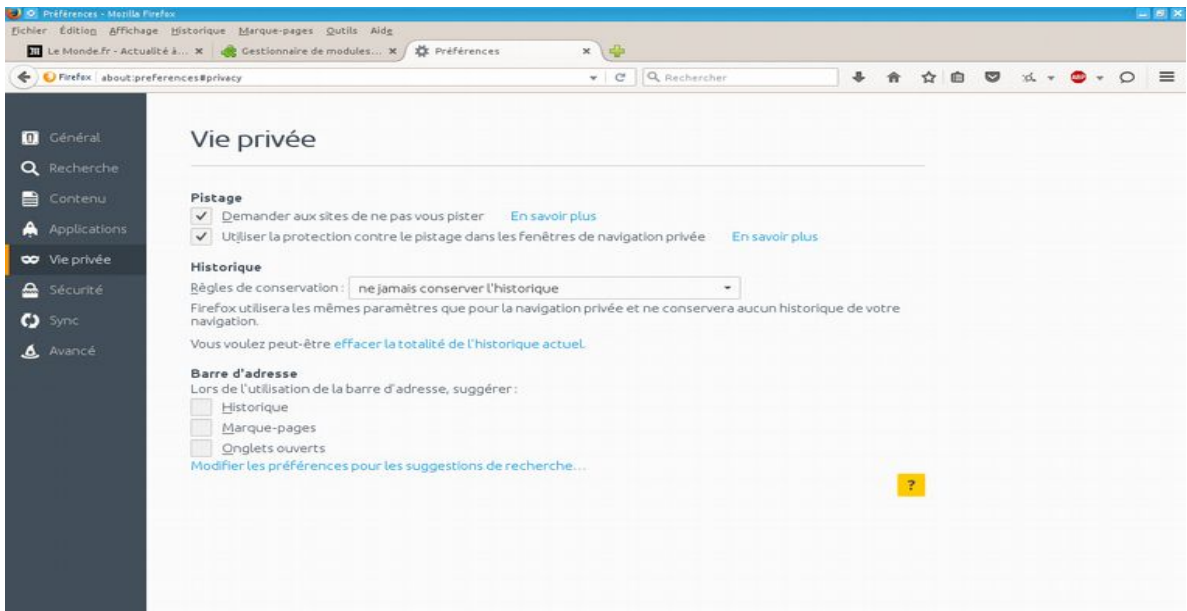 Préférences - Mozilla Firefox
Fichier Édition Affichage Historique Marque-pages Outils Aide
Le Monde.fr - Actualité à... Gestionnaire de modules... Préférences
Firefox about:preferences#privacy Rechercher
Général
Recherche
Contenu
Applications
Vie privée
Sécurité
Sync
Avancé
Vie privée
Pistage
Demander aux sites de ne pas vous pister En savoir plus
Utiliser la protection contre le pistage dans les fenêtres de navigation privée En savoir plus
Historique
Règles de conservation : ne jamais conserver l'historique
Firefox utilisera les mêmes paramètres que pour la navigation privée et ne conservera aucun historique de votre
navigation.
Vous voulez peut-être effacer la totalité de l'historique actuel.
Barre d'adresse
Lors de l'utilisation de la barre d'adresse, suggérer :
Historique
Marque-pages
Onglets ouverts
Modifier les préférences pour les suggestions de recherche...
?